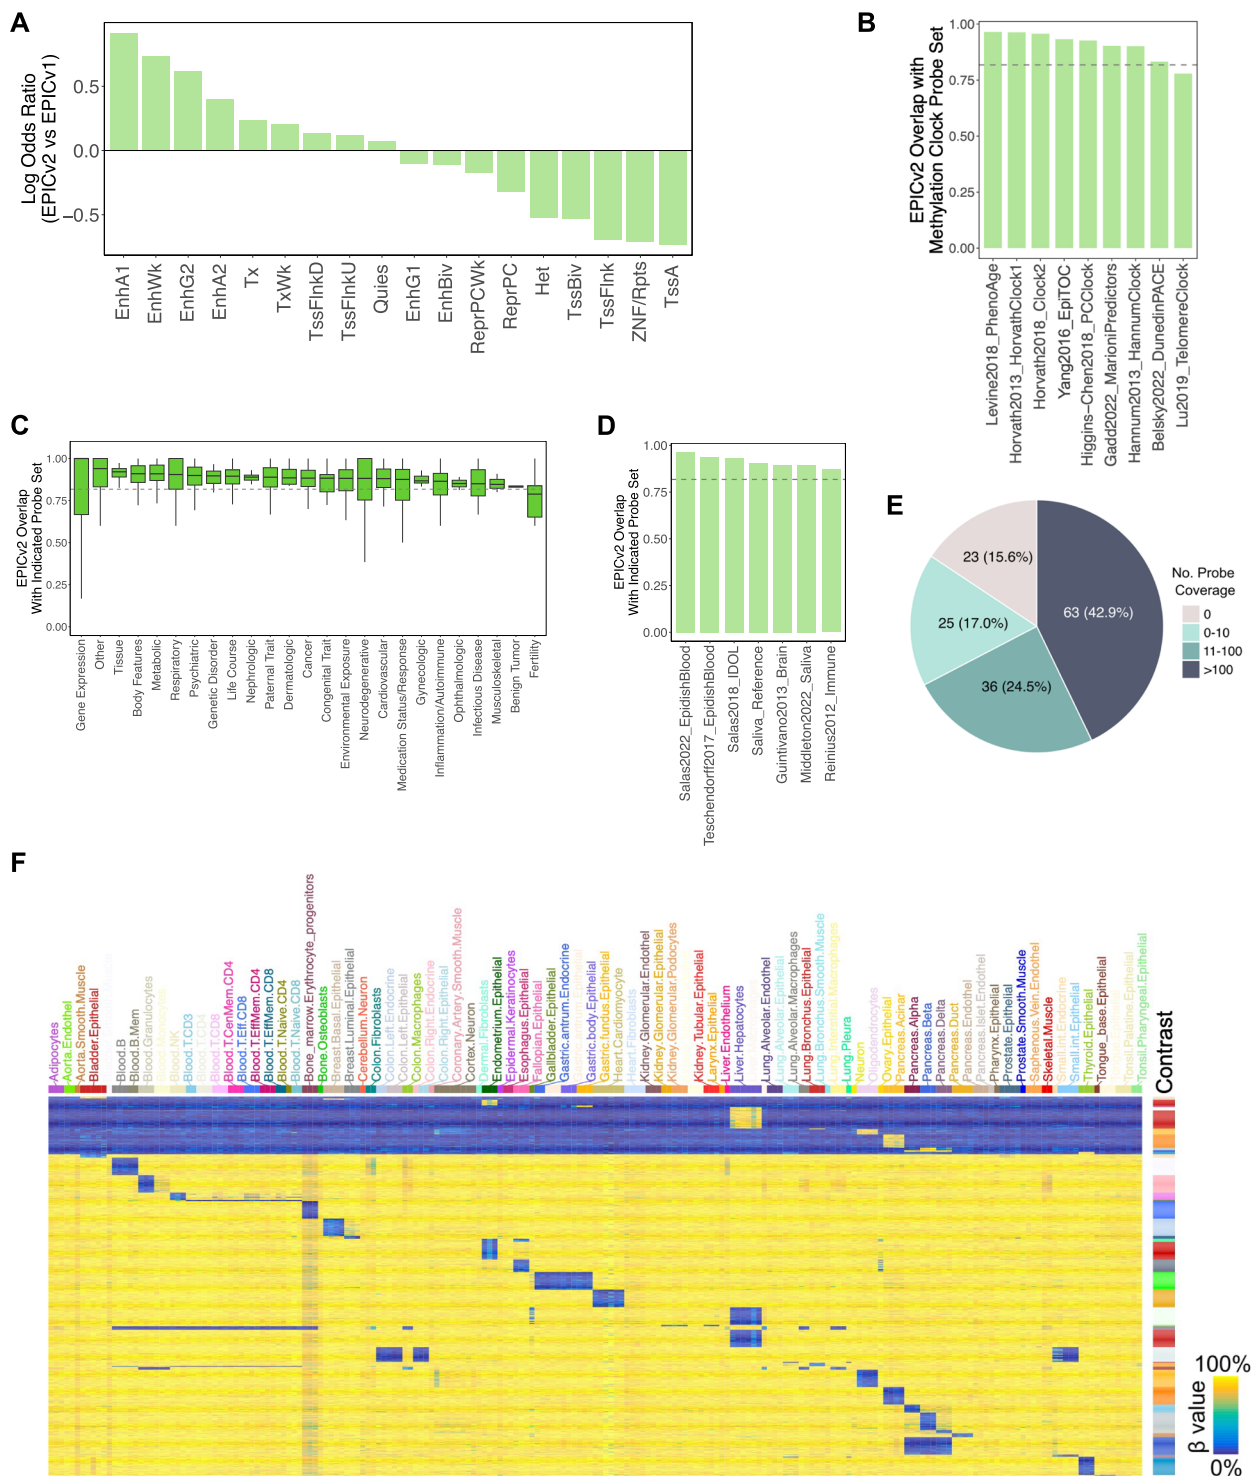 A
Log Odds Ratio
(EPICv2 vs EPICv1)
0.5
0.0
−0.5
EnhA1
EnhWk
EnhG2
EnhA2
Tx
TxWk
TssFlnkD
TssFlnkU
Quies
EnhG1
EnhBiv
ReprPCWk
ReprPC
Het
TssBiv
TssFlnk
ZNF/Rpts
TssA
B
EPICv2 Overlap with
Methylation Clock Probe Set
1.00
0.75
0.50
0.25
0.00
Levine2018_PhenoAge
Horvath2013_HorvathClock1
Horvath2018_Clock2
Yang2016_EpiTOC
Higgins−Chen2018_PCClock
Gadd2022_MarioniPredictors
Hannum2013_HannumClock
Belsky2022_DunedinPACE
Lu2019_TelomereClock
C
EPICv2 Overlap
With Indicated Probe Set
1.00
0.75
0.50
0.25
0.00
Gene Expression
Other
Tissue
Body Features
Metabolic
Respiratory
Psychiatric
Genetic Disorder
Life Course
Nephrologic
Paternal Trait
Dermatologic
Cancer
Congenital Trait
Environmental Exposure
Neurodegenerative
Cardiovascular
Medication Status/Response
Gynecologic
Inflammation/Autoimmune
Ophthalmologic
Infectious Disease
Musculoskeletal
Benign Tumor
Fertility
D
EPICv2 Overlap
With Indicated Probe Set
1.00
0.75
0.50
0.25
0.00
Salas2022_EpidishBlood
Teschendorff2017_EpidishBlood
Salas2018_IDOL
Saliva_Reference
Guintivano2013_Brain
Middleton2022_Saliva
Reinius2012_Immune
E
23 (15.6%)
63 (42.9%)
25 (17.0%)
36 (24.5%)
No. Probe
Coverage
0
0-10
11-100
>100
F
Adipocytes
Aorta.Endothel
Aorta.Smooth.Muscle
Bladder.Epithelial
Blood.B
Blood.B.Mem
Blood.Granulocytes
Blood.NK
Blood.T.CD3
Blood.T.CD4
Blood.T.CD8
Blood.T.CenMem.CD4
Blood.T.Eff.CD8
Blood.T.EffMem.CD4
Blood.T.EffMem.CD8
Blood.T.Naive.CD4
Blood.T.Naive.CD8
Bone_marrow.Erythrocyte_progenitors
Bone.Osteoblasts
Breast.Basal.Epithelial
Breast.Luminal.Epithelial
Cerebellum.Neuron
Colon.Fibroblasts
Colon.Left.Endocrine
Colon.Left.Epithelial
Colon.Macrophages
Colon.Right.Endocrine
Colon.Right.Epithelial
Coronary.Artery.Smooth.Muscle
Cortex.Neuron
Dermal.Fibroblasts
Endometrium.Epithelial
Epidermal.Keratinocytes
Esophagus.Epithelial
Fallopian.Epithelial
Gallbladder.Epithelial
Gastric.antrum.Endocrine
Gastric.body.Epithelial
Gastric.fundus.Epithelial
Heart.Cardiomyocyte
Heart.Fibroblasts
Kidney.Glomerular.Endothel
Kidney.Glomerular.Epithelial
Kidney.Glomerular.Podocytes
Kidney.Tubular.Epithelial
Larynx.Epithelial
Liver.Endothelium
Liver.Hepatocytes
Lung.Alveolar.Endothel
Lung.Alveolar.Epithelial
Lung.Alveolar.Macrophages
Lung.Bronchus.Epithelial
Lung.Bronchus.Smooth.Muscle
Lung.Interstitial.Macrophages
Lung.Pleura
Neuron
Oligodendrocytes
Ovary.Epithelial
Pancreas.Acinar
Pancreas.Alpha
Pancreas.Beta
Pancreas.Delta
Pancreas.Duct
Pancreas.Endothel
Pancreas.Islet.Endothel
Pharynx.Epithelial
Prostate.Epithelial
Prostate.Smooth.Muscle
Saphenous.Vein.Endothel
Skeletal.Muscle
Small.Int.Endocrine
Small.Int.Epithelial
Thyroid.Epithelial
Tongue_base.Epithelial
Tonsil.Palatine.Epithelial
Tonsil.Pharyngeal.Epithelial
Contrast
β value
100%
0%